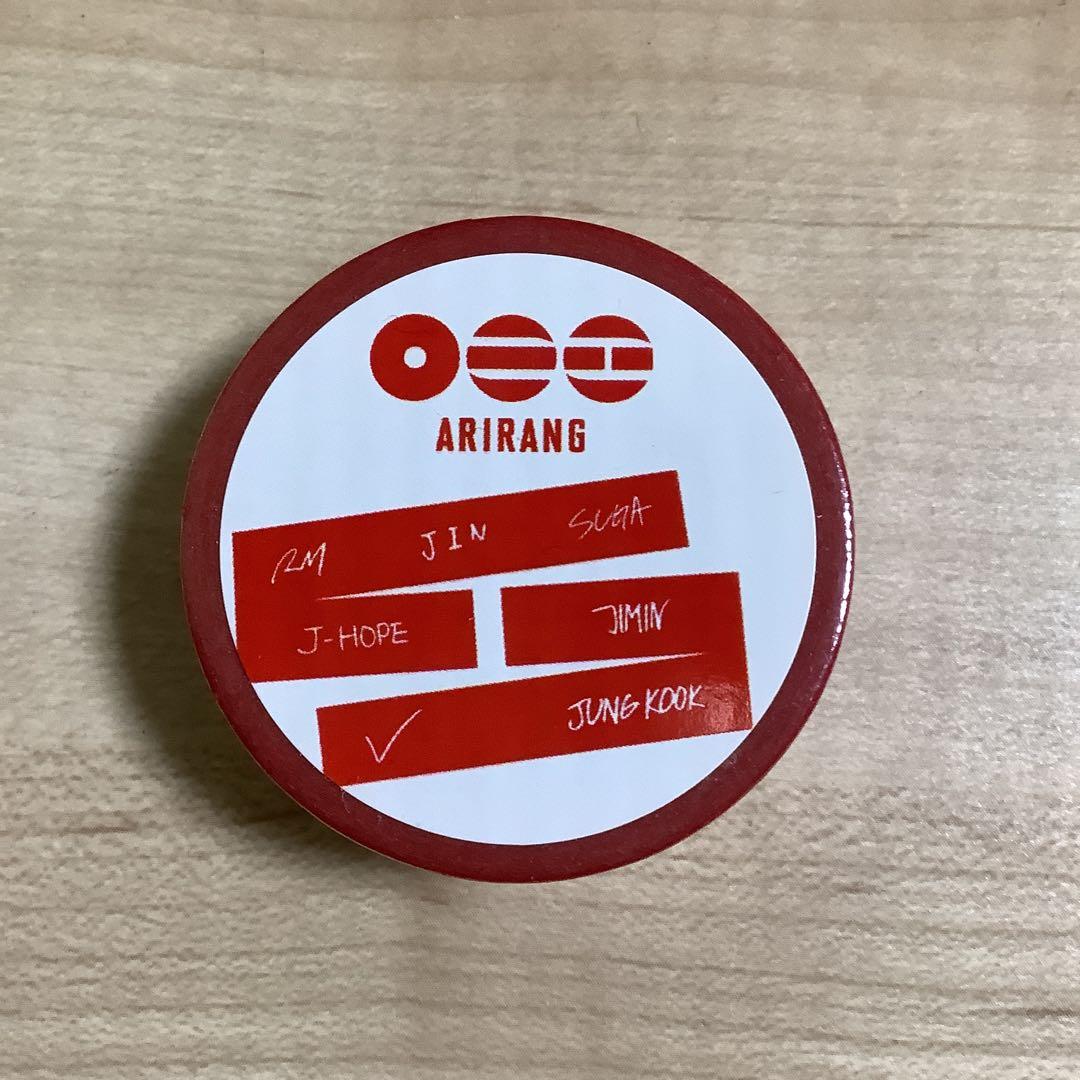 ARIRANG
RM JIN SUGA
J-HOPE JIMIN
✓ JUNG KOOK